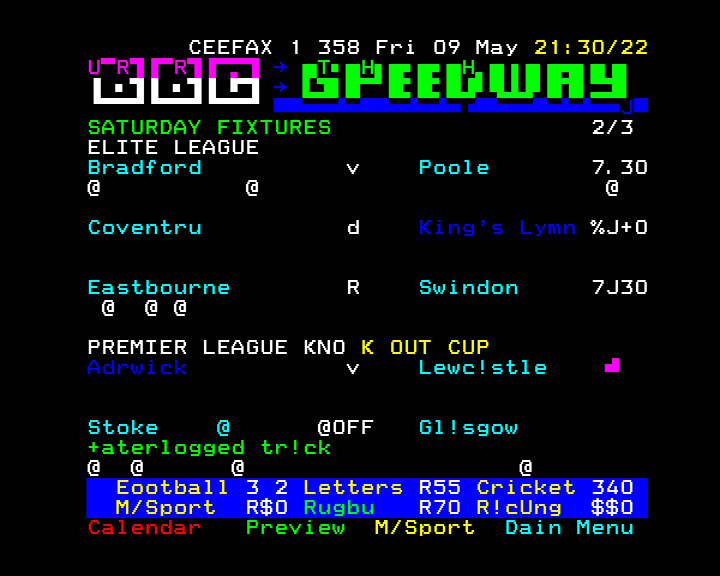 CEEFAX 1 358 Fri 09 May 21:30/22
U R R → T H H
BBC → SPEEDWAY
J
SATURDAY FIXTURES 2/3
ELITE LEAGUE
Bradford v Poole 7.30
@ @ @
Coventru d King's Lymn %J+0
Eastbourne R Swindon 7J30
@ @ @
PREMIER LEAGUE KNO K OUT CUP
Adrwick v Lewc!stle
Stoke @ @OFF Gl!sgow
+aterlogged tr!ck
@ @ @ @
Eootball 3 2 Letters R55 Cricket 340
M/Sport R$0 Rugbu R70 R!cUng $$0
Calendar Preview M/Sport Dain Menu